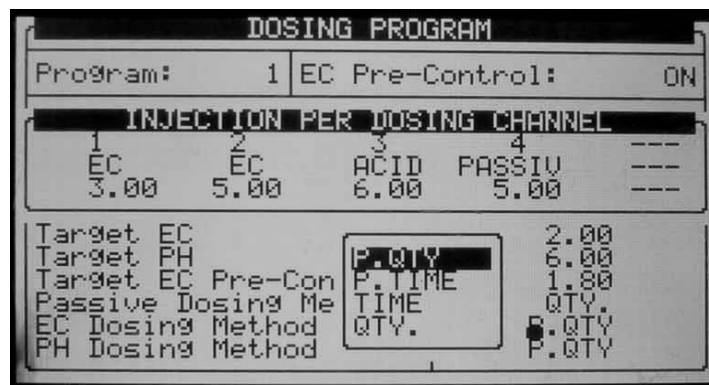 DOSING PROGRAM
Program: 1 EC Pre-Control: ON
INJECTION PER DOSING CHANNEL
1 2 3 4 ---
EC EC ACID PASSIV ---
3.00 5.00 6.00 5.00 ---
Target EC 2.00
Target PH P.QTY 6.00
Target EC Pre-Con P.TIME 1.80
Passive Dosing Me TIME QTY.
EC Dosing Method QTY. P.QTY
PH Dosing Method P.QTY